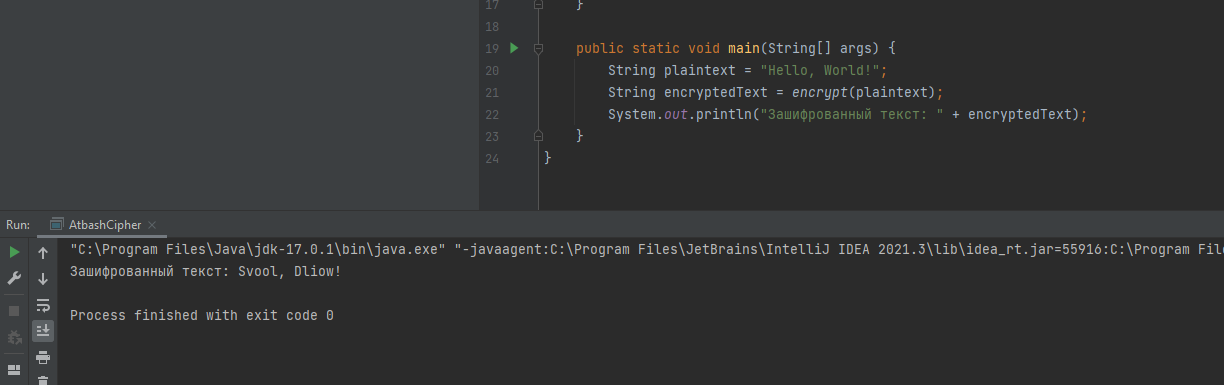 17 }
18
19 public static void main(String[] args) {
20 String plaintext = "Hello, World!";
21 String encryptedText = encrypt(plaintext);
22 System.out.println("Зашифрованный текст: " + encryptedText);
23 }
24 }
Run: AtbashCipher ×
"C:\Program Files\Java\jdk-17.0.1\bin\java.exe" "-javaagent:C:\Program Files\JetBrains\IntelliJ IDEA 2021.3\lib\idea_rt.jar=55916:C:\Program File
Зашифрованный текст: Svool, Dliow!
Process finished with exit code 0